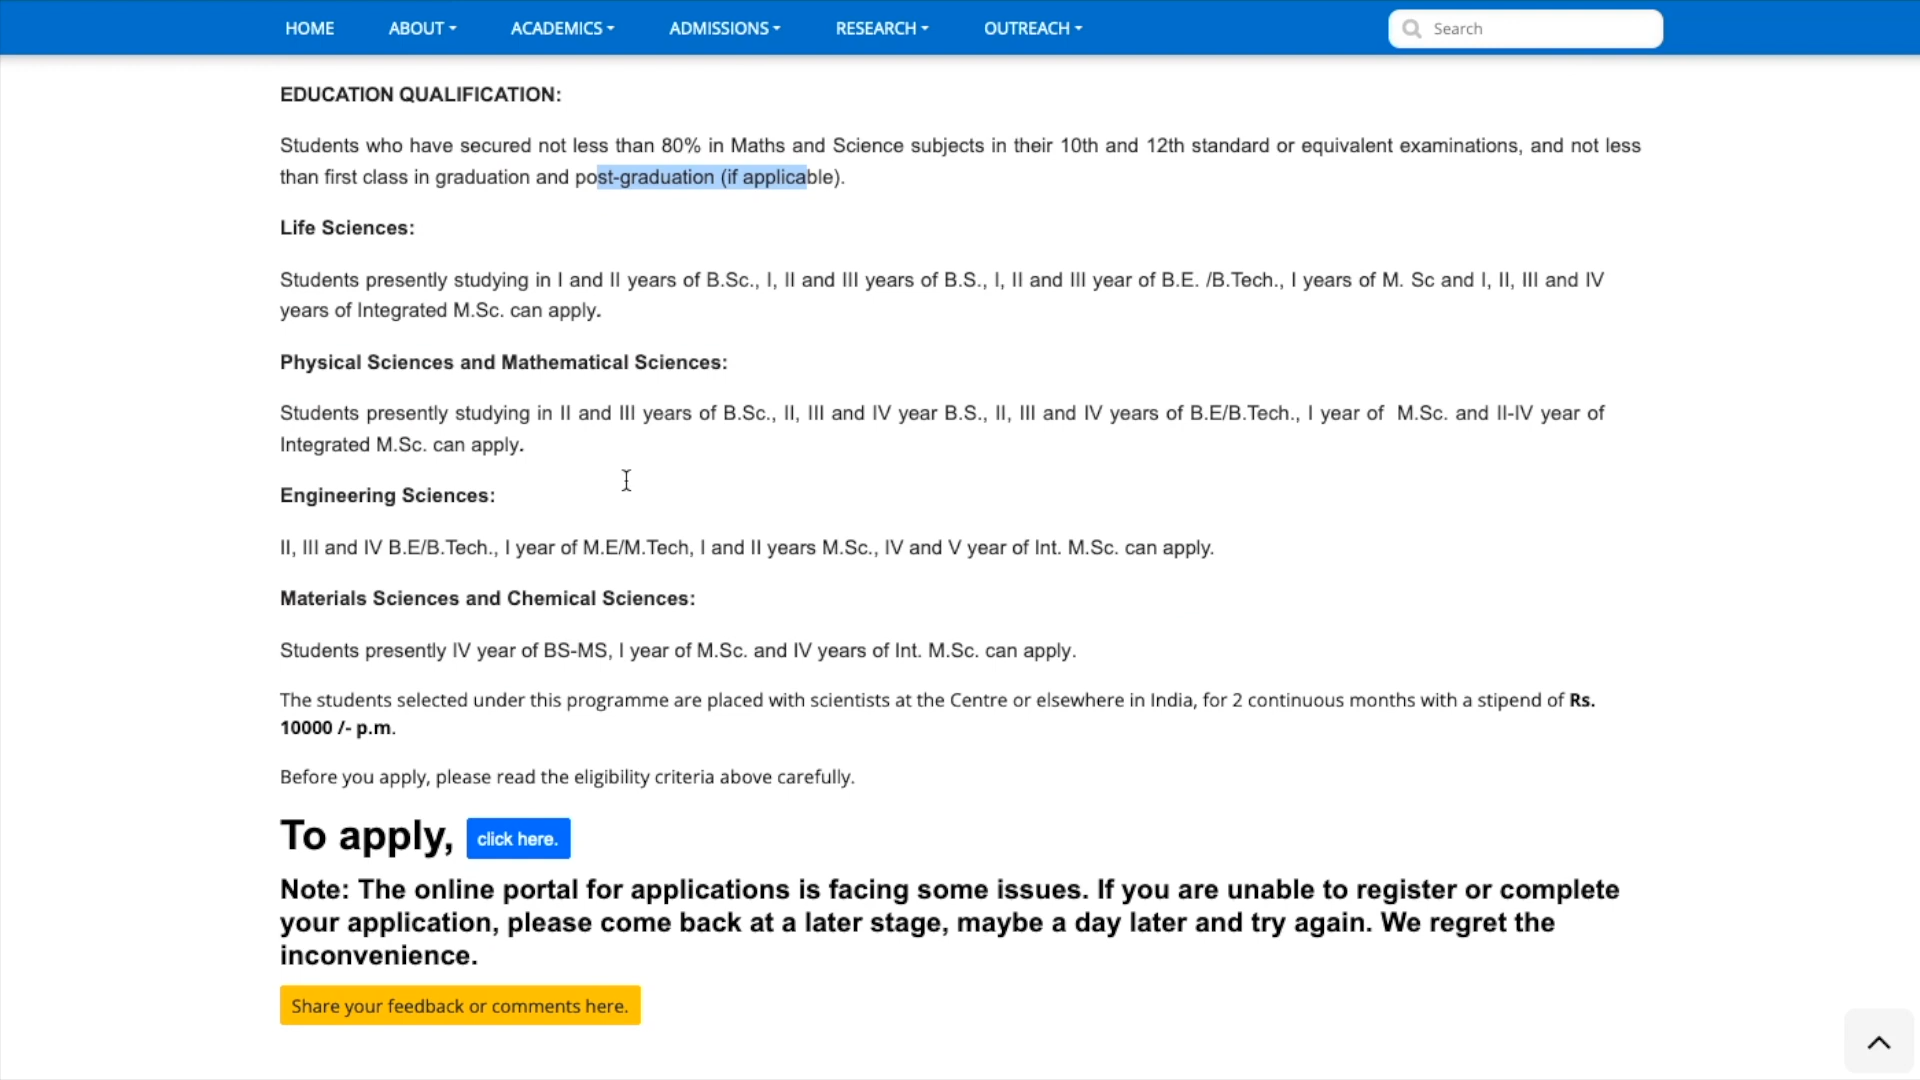 HOME ABOUT ACADEMICS ADMISSIONS RESEARCH OUTREACH Search
EDUCATION QUALIFICATION:
Students who have secured not less than 80% in Maths and Science subjects in their 10th and 12th standard or equivalent examinations, and not less
than first class in graduation and post-graduation (if applicable).
Life Sciences:
Students presently studying in I and II years of B.Sc., I, II and III years of B.S., I, II and III year of B.E. /B.Tech., I years of M. Sc and I, II, III and IV
years of Integrated M.Sc. can apply.
Physical Sciences and Mathematical Sciences:
Students presently studying in II and III years of B.Sc., II, III and IV year B.S., II, III and IV years of B.E/B.Tech., I year of M.Sc. and II-IV year of
Integrated M.Sc. can apply.
Engineering Sciences:
II, III and IV B.E/B.Tech., I year of M.E/M.Tech, I and II years M.Sc., IV and V year of Int. M.Sc. can apply.
Materials Sciences and Chemical Sciences:
Students presently IV year of BS-MS, I year of M.Sc. and IV years of Int. M.Sc. can apply.
The students selected under this programme are placed with scientists at the Centre or elsewhere in India, for 2 continuous months with a stipend of Rs.
10000 /- p.m.
Before you apply, please read the eligibility criteria above carefully.
To apply, click here.
Note: The online portal for applications is facing some issues. If you are unable to register or complete
your application, please come back at a later stage, maybe a day later and try again. We regret the
inconvenience.
Share your feedback or comments here.